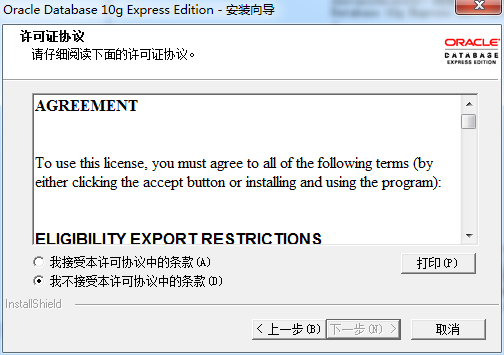 Oracle Database 10g Express Edition - 安装向导
许可证协议
请仔细阅读下面的许可证协议。
ORACLE
DATABASE
EXPRESS EDITION
AGREEMENT
To use this license, you must agree to all of the following terms (by
either clicking the accept button or installing and using the program):
ELIGIBILITY EXPORT RESTRICTIONS
我接受本许可协议中的条款(A)
我不接受本许可协议中的条款(D)
打印(P)
InstallShield
< 上一步(B) 下一步(N) > 取消